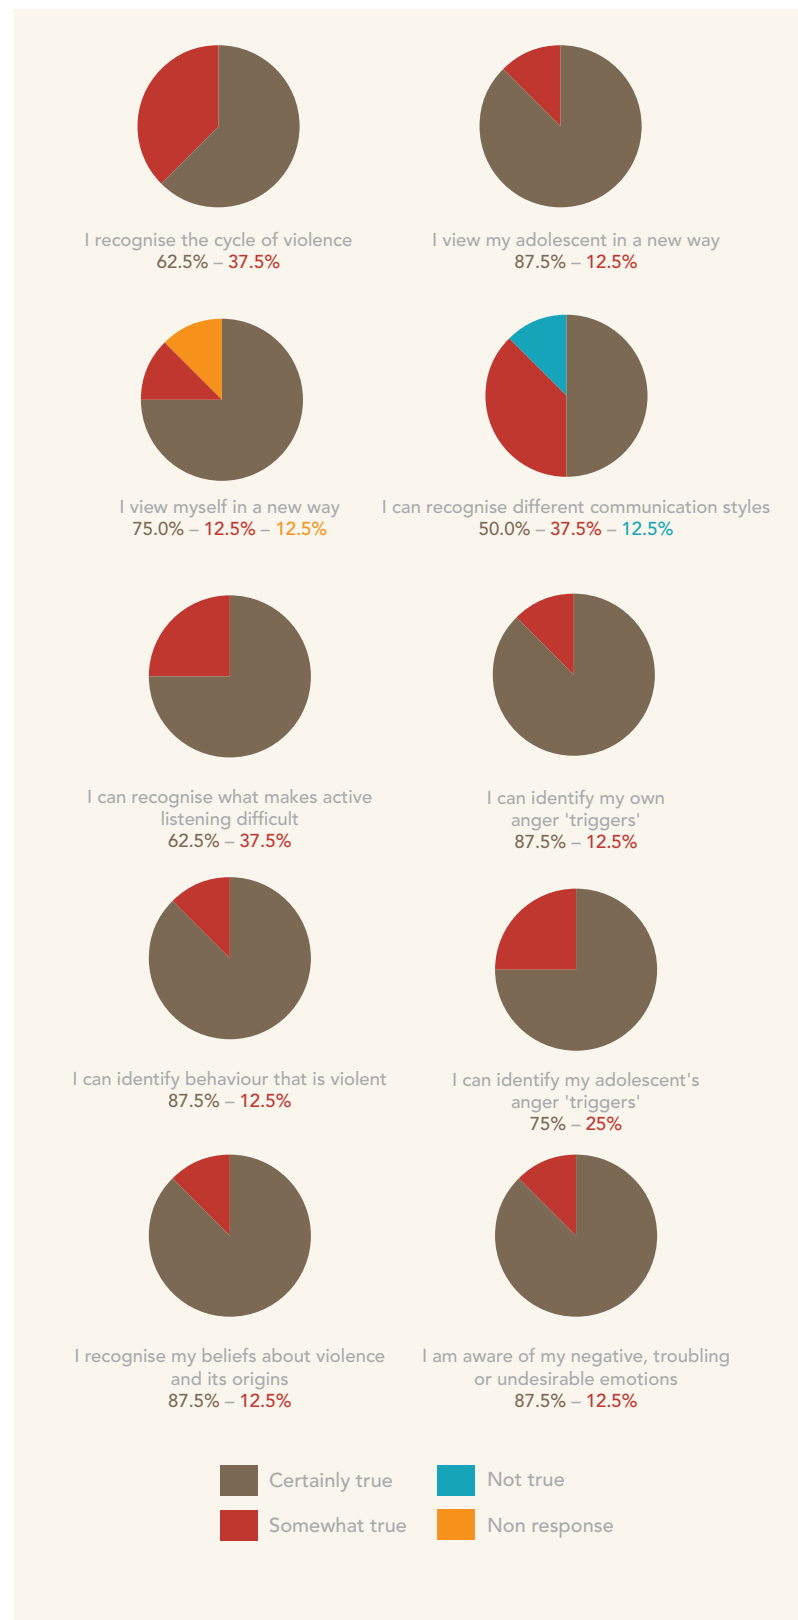 I recognise the cycle of violence
62.5% – 37.5%
I view my adolescent in a new way
87.5% – 12.5%
I view myself in a new way
75.0% – 12.5% – 12.5%
I can recognise different communication styles
50.0% – 37.5% – 12.5%
I can recognise what makes active
listening difficult
62.5% – 37.5%
I can identify my own
anger 'triggers'
87.5% – 12.5%
I can identify behaviour that is violent
87.5% – 12.5%
I can identify my adolescent's
anger 'triggers'
75% – 25%
I recognise my beliefs about violence
and its origins
87.5% – 12.5%
I am aware of my negative, troubling
or undesirable emotions
87.5% – 12.5%
Certainly true
Not true
Somewhat true
Non response